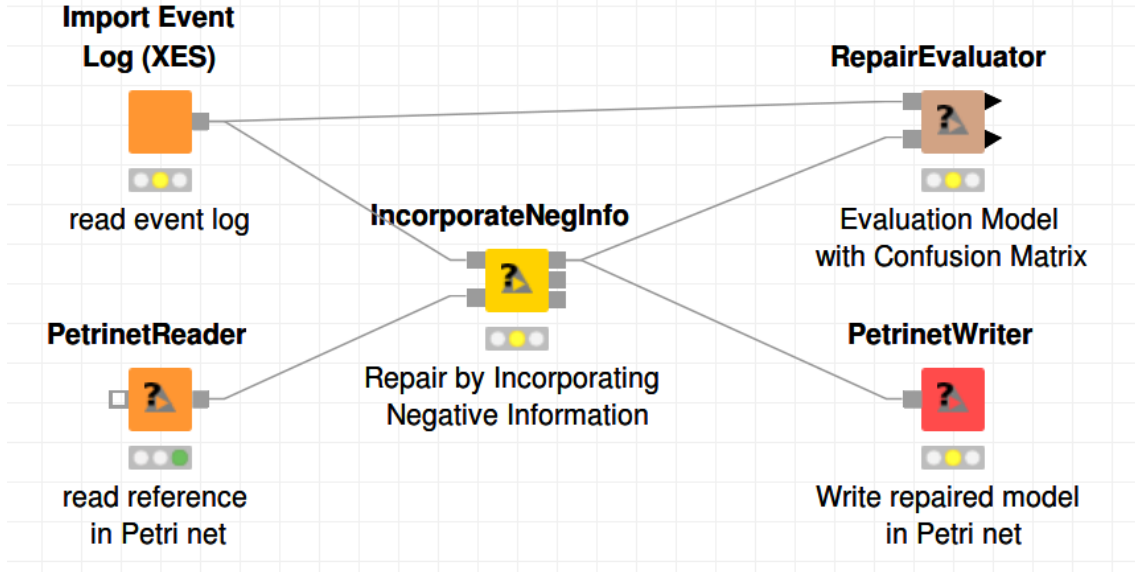 Import Event
Log (XES)
read event log
RepairEvaluator
?
Evaluation Model
with Confusion Matrix
IncorporateNegInfo
?
Repair by Incorporating
Negative Information
PetrinetReader
?
read reference
in Petri net
PetrinetWriter
?
Write repaired model
in Petri net